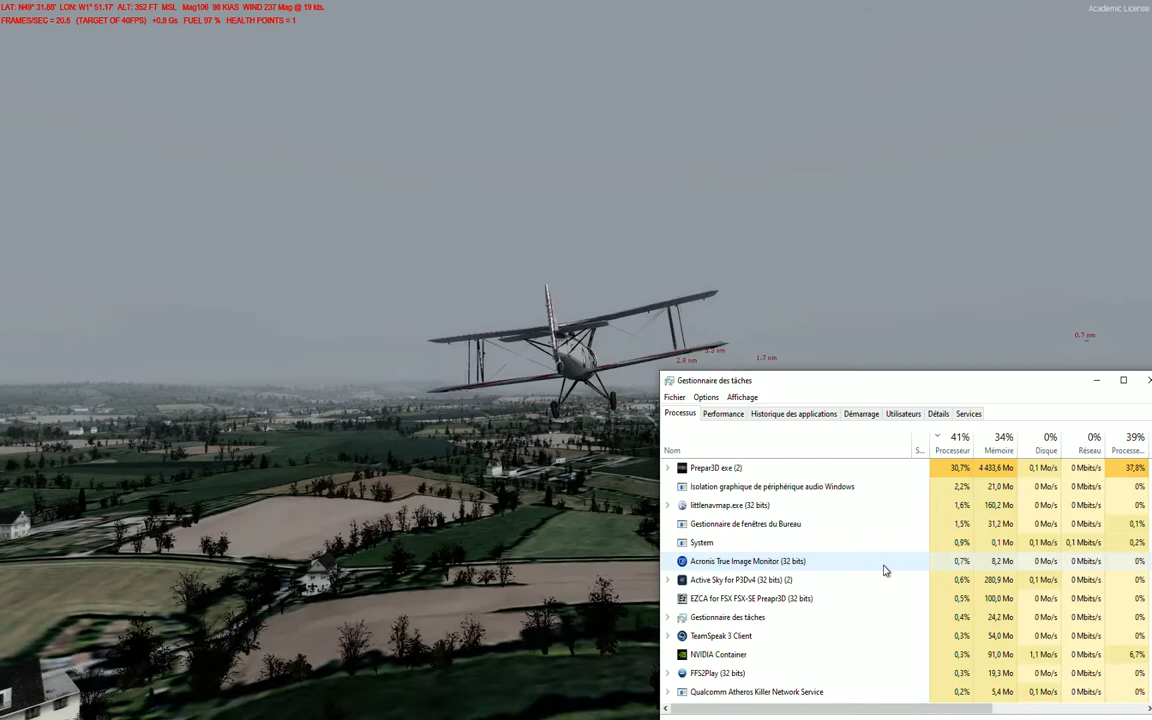 LAT: N49° 31.88' LON: W1° 51.17' ALT: 352 FT MSL Mag106 98 KIAS WIND 237 Mag @ 19 kts.
FRAMES/SEC = 20.8 (TARGET OF 40FPS) +0.9 Gs FUEL 97 % HEALTH POINTS = 1
Academic License
0.7 nm
3.3 nm
1.7 nm
2.8 nm
Gestionnaire des tâches
Fichier Options Affichage
Processus Performance Historique des applications Démarrage Utilisateurs Détails Services
41% 34% 0% 0% 39%
Nom S... Processeur Mémoire Disque Réseau Processe...
Prepar3D exe (2) 30,7% 4 433,6 Mo 0,1 Mo/s 0 Mbits/s 37,8%
Isolation graphique de périphérique audio Windows 2,2% 21,0 Mo 0 Mo/s 0 Mbits/s 0%
littlenavmap.exe (32 bits) 1,6% 160,2 Mo 0 Mo/s 0 Mbits/s 0%
Gestionnaire de fenêtres du Bureau 1,5% 31,2 Mo 0 Mo/s 0 Mbits/s 0,1%
System 0,9% 0,1 Mo 0,1 Mo/s 0,1 Mbits/s 0,2%
Acronis True Image Monitor (32 bits) 0,7% 8,2 Mo 0 Mo/s 0 Mbits/s 0%
Active Sky for P3Dv4 (32 bits) (2) 0,6% 280,9 Mo 0,1 Mo/s 0 Mbits/s 0%
EZCA for FSX FSX-SE Preapr3D (32 bits) 0,5% 100,0 Mo 0 Mo/s 0 Mbits/s 0%
Gestionnaire des tâches 0,4% 24,2 Mo 0 Mo/s 0 Mbits/s 0%
TeamSpeak 3 Client 0,3% 54,0 Mo 0 Mo/s 0 Mbits/s 0%
NVIDIA Container 0,3% 91,0 Mo 1,1 Mo/s 0 Mbits/s 6,7%
FFS2Play (32 bits) 0,3% 19,3 Mo 0 Mo/s 0 Mbits/s 0%
Qualcomm Atheros Killer Network Service 0,2% 5,4 Mo 0,1 Mo/s 0 Mbits/s 0%